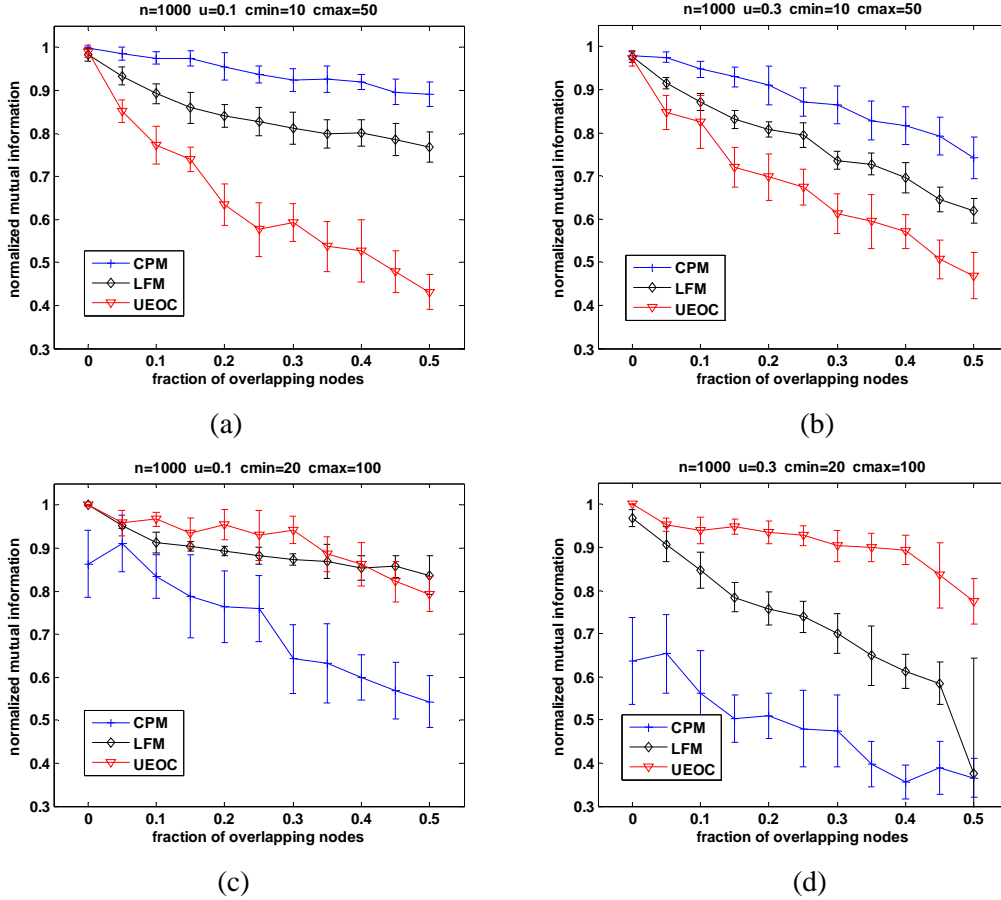 n=1000 u=0.1 cmin=10 cmax=50
normalized mutual information
1
0.9
0.8
0.7
0.6
0.5
0.4
0.3
CPM
LFM
UEOC
0 0.1 0.2 0.3 0.4 0.5
fraction of overlapping nodes
(a)
n=1000 u=0.3 cmin=10 cmax=50
normalized mutual information
1
0.9
0.8
0.7
0.6
0.5
0.4
0.3
CPM
LFM
UEOC
0 0.1 0.2 0.3 0.4 0.5
fraction of overlapping nodes
(b)
n=1000 u=0.1 cmin=20 cmax=100
normalized mutual information
1
0.9
0.8
0.7
0.6
0.5
0.4
0.3
CPM
LFM
UEOC
0 0.1 0.2 0.3 0.4 0.5
fraction of overlapping nodes
(c)
n=1000 u=0.3 cmin=20 cmax=100
normalized mutual information
1
0.9
0.8
0.7
0.6
0.5
0.4
0.3
CPM
LFM
UEOC
0 0.1 0.2 0.3 0.4 0.5
fraction of overlapping nodes
(d)